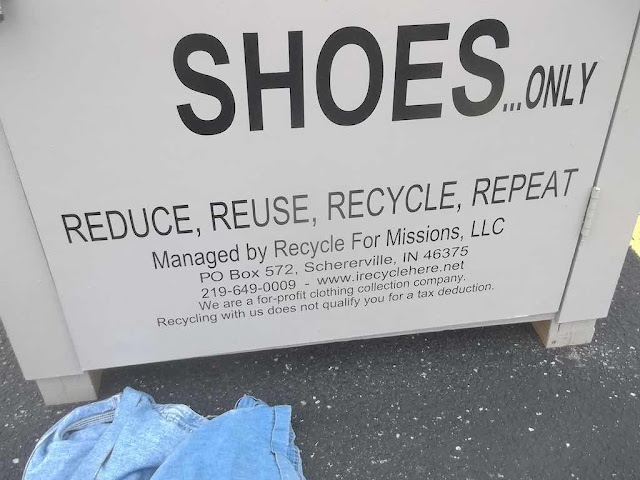 SHOES...ONLY
REDUCE, REUSE, RECYCLE, REPEAT
Managed by Recycle For Missions, LLC
PO Box 572, Schererville, IN 46375
219-649-0009 - www.irecyclehere.net
We are a for-profit clothing collection company.
Recycling with us does not qualify you for a tax deduction.